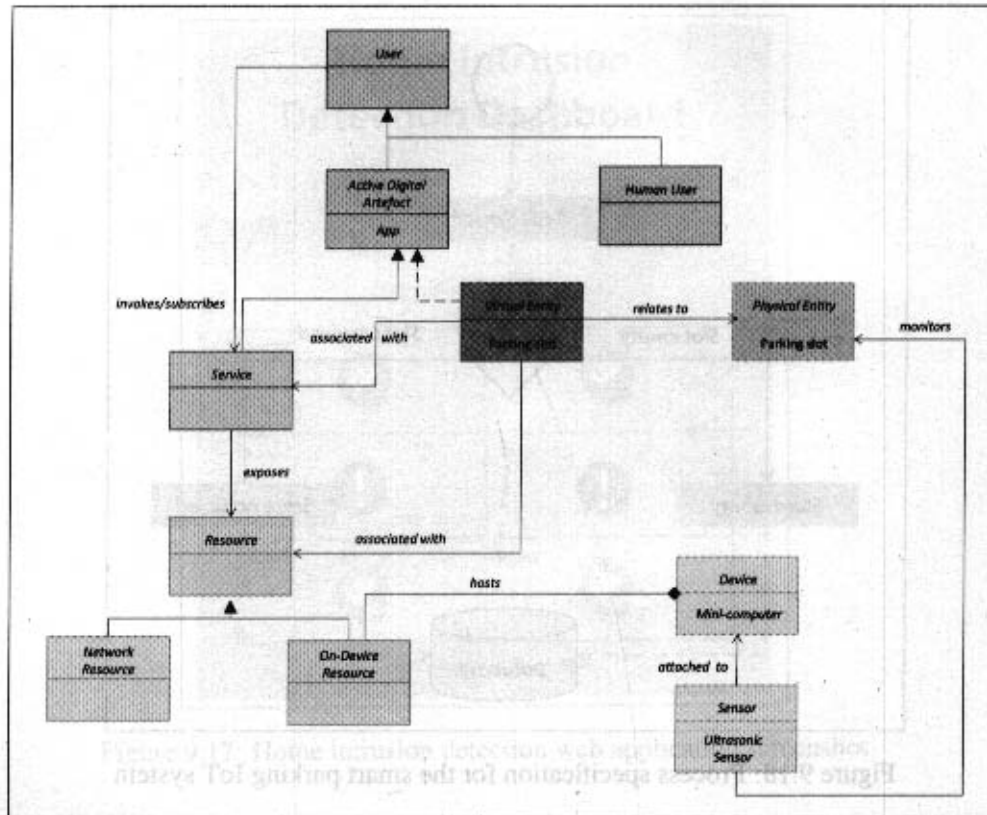 User
Active Digital
Artefact
App
Human User
invokes/subscribes
Virtual Entity
Parking slot
relates to
Physical Entity
Parking slot
monitors
associated with
Service
exposes
Resource
associated with
hosts
Device
Mini-computer
Network
Resource
On-Device
Resource
attached to
Sensor
Ultrasonic
Sensor
Figure 9.17: Home intrusion detection web application
Figure 9.18: Process specification for the smart parking IoT system